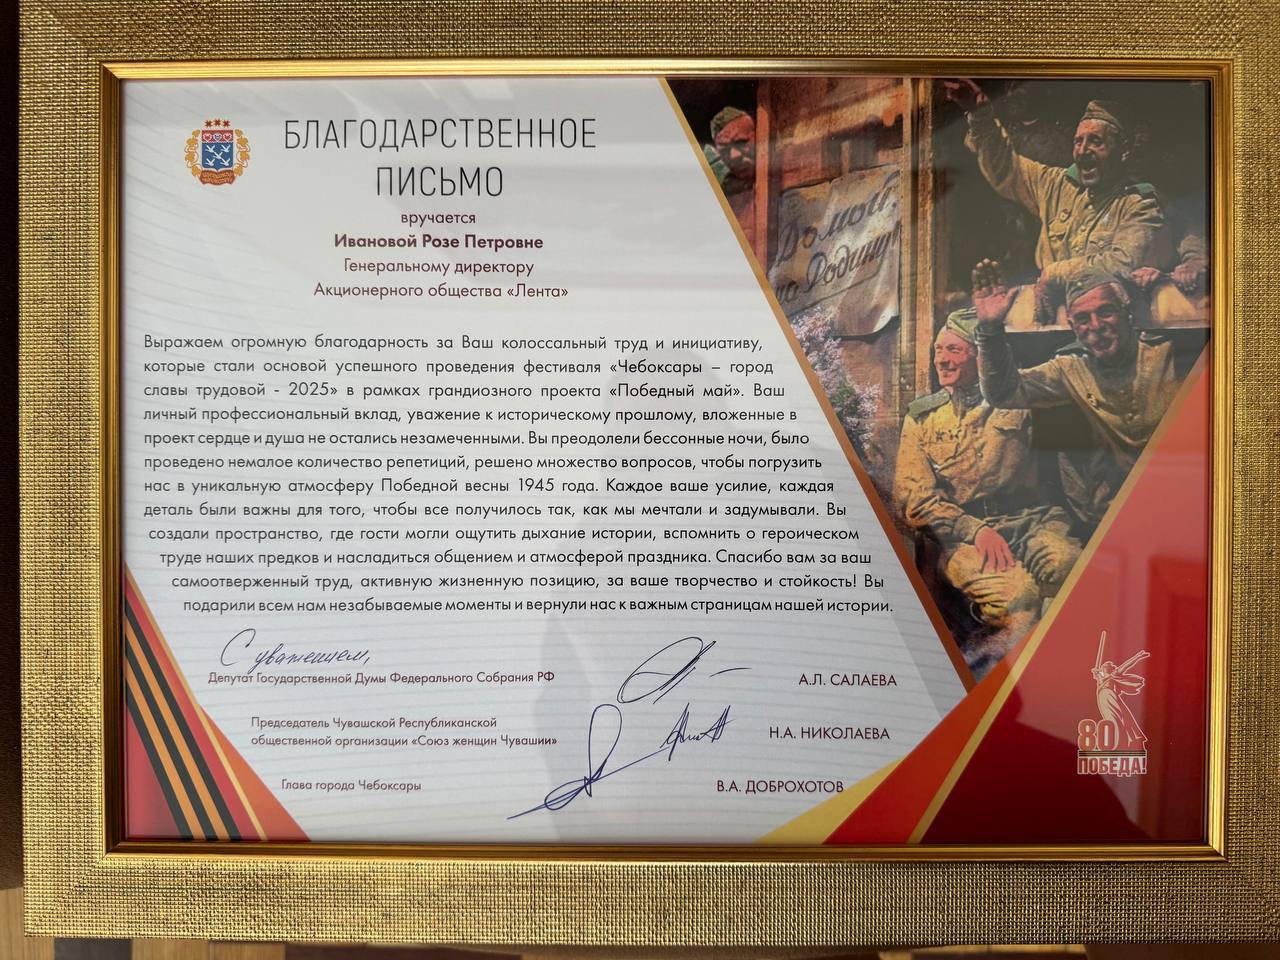 БЛАГОДАРСТВЕННОЕ
ПИСЬМО
вручается
Ивановой Розе Петровне
Генеральному директору
Акционерного общества «Лента»
Выражаем огромную благодарность за Ваш колоссальный труд и инициативу,
которые стали основой успешного проведения фестиваля «Чебоксары – город
славы трудовой - 2025» в рамках грандиозного проекта «Победный май». Ваш
личный профессиональный вклад, уважение к историческому прошлому, вложенные в
проект сердце и душа не остались незамеченными. Вы преодолели бессонные ночи, было
проведено немалое количество репетиций, решено множество вопросов, чтобы погрузить
нас в уникальную атмосферу Победной весны 1945 года. Каждое ваше усилие, каждая
деталь были важны для того, чтобы все получилось так, как мы мечтали и задумывали. Вы
создали пространство, где гости могли ощутить дыхание истории, вспомнить о героическом
труде наших предков и насладиться общением и атмосферой праздника. Спасибо вам за ваш
самоотверженный труд, активную жизненную позицию, за ваше творчество и стойкость! Вы
подарили всем нам незабываемые моменты и вернули нас к важным страницам нашей истории.
С уважением,
Депутат Государственной Думы Федерального Собрания РФ
А.Л. САЛАЕВА
Председатель Чувашской Республиканской
общественной организации «Союз женщин Чувашии»
Н.А. НИКОЛАЕВА
Глава города Чебоксары
В.А. ДОБРОХОТОВ
Домой,
на Родину!
80
ПОБЕДА!